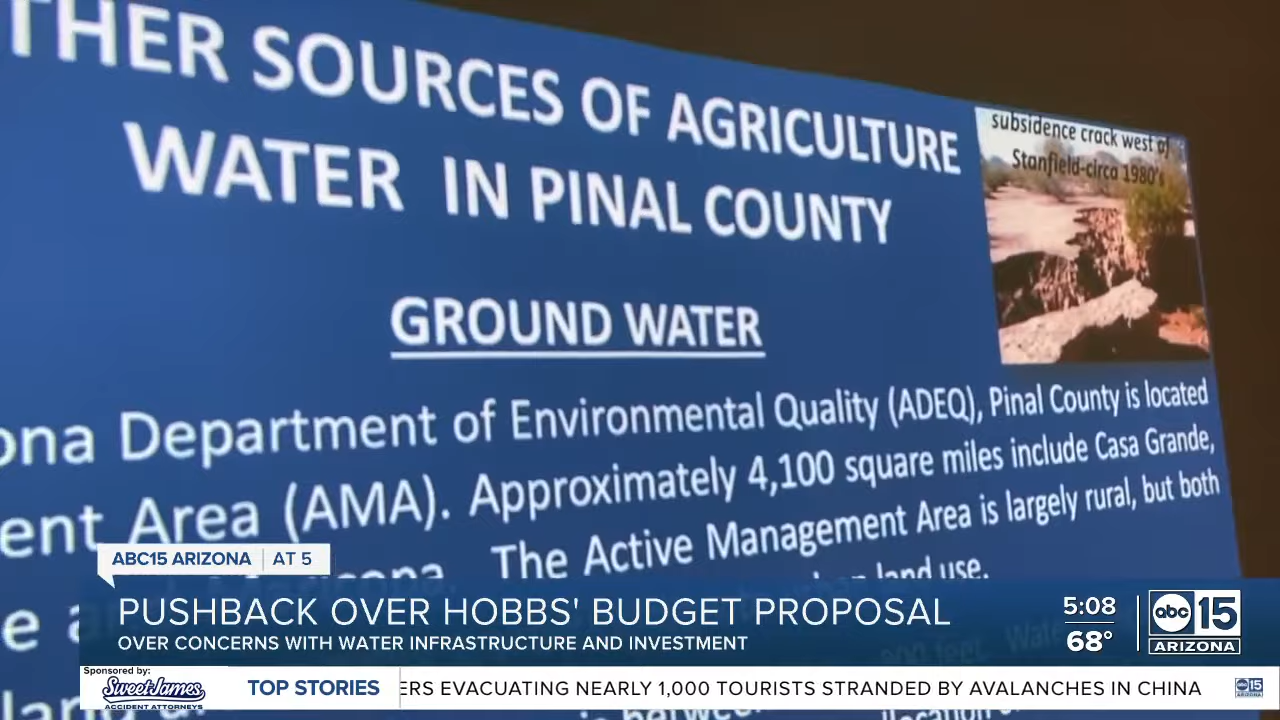 THER SOURCES OF AGRICULTURE
WATER IN PINAL COUNTY
subsidence crack west of
Stanfield-circa 1980's
GROUND WATER
ona Department of Environmental Quality (ADEQ), Pinal County is located
ent Area (AMA). Approximately 4,100 square miles include Casa Grande,
The Active Management Area is largely rural, but both
land use.
ABC15 ARIZONA AT 5
PUSHBACK OVER HOBBS' BUDGET PROPOSAL
OVER CONCERNS WITH WATER INFRASTRUCTURE AND INVESTMENT
5:08
68°
abc 15
ARIZONA
Sponsored by:
SweetJames
ACCIDENT ATTORNEYS
TOP STORIES
ERS EVACUATING NEARLY 1,000 TOURISTS STRANDED BY AVALANCHES IN CHINA
abc 15
ARIZONA